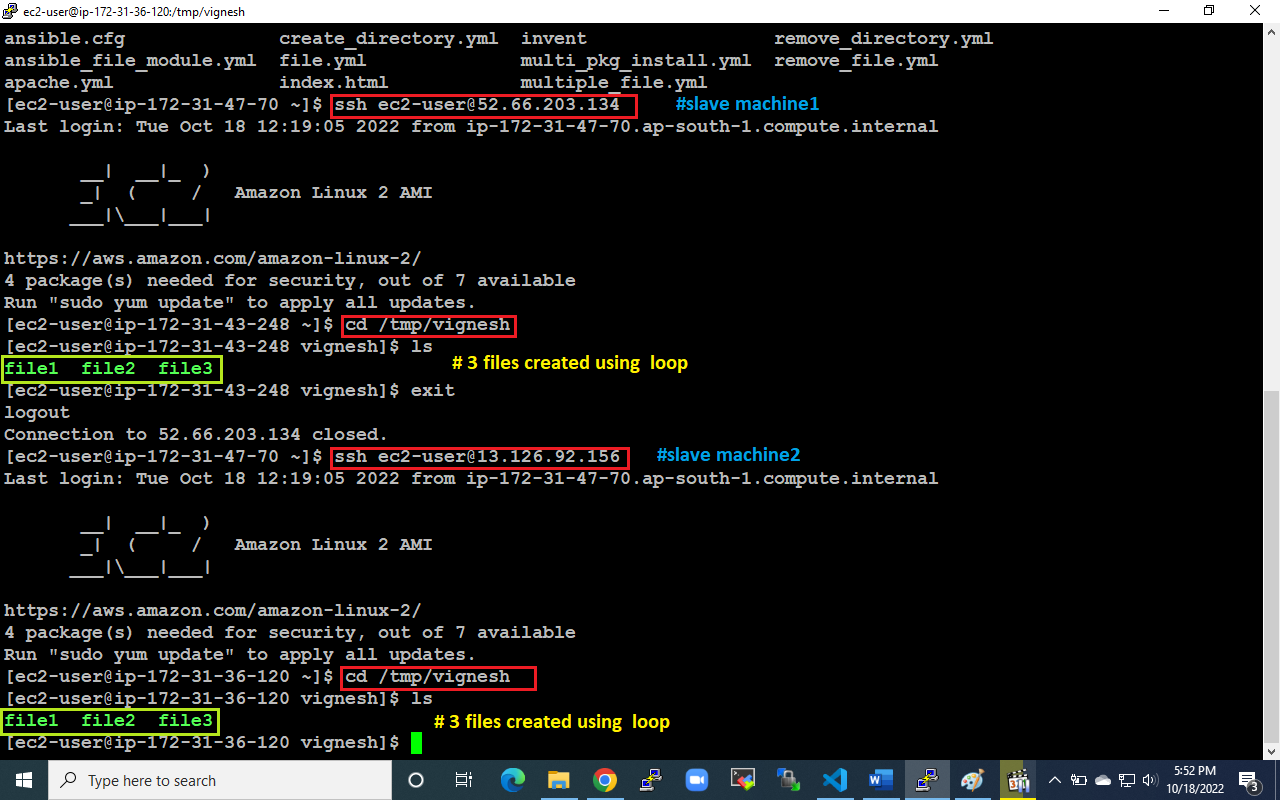 ec2-user@ip-172-31-36-120:/tmp/vignesh
ansible.cfg create_directory.yml invent remove_directory.yml
ansible_file_module.yml file.yml multi_pkg_install.yml remove_file.yml
apache.yml index.html multiple_file.yml
[ec2-user@ip-172-31-47-70 ~]$ ssh ec2-user@52.66.203.134 #slave machine1
Last login: Tue Oct 18 12:19:05 2022 from ip-172-31-47-70.ap-south-1.compute.internal
__| __|_ )
_| ( / Amazon Linux 2 AMI
___|\___|___|
https://aws.amazon.com/amazon-linux-2/
4 package(s) needed for security, out of 7 available
Run "sudo yum update" to apply all updates.
[ec2-user@ip-172-31-43-248 ~]$ cd /tmp/vignesh
[ec2-user@ip-172-31-43-248 vignesh]$ ls
file1 file2 file3 # 3 files created using loop
[ec2-user@ip-172-31-43-248 vignesh]$ exit
logout
Connection to 52.66.203.134 closed.
[ec2-user@ip-172-31-47-70 ~]$ ssh ec2-user@13.126.92.156 #slave machine2
Last login: Tue Oct 18 12:19:05 2022 from ip-172-31-47-70.ap-south-1.compute.internal
__| __|_ )
_| ( / Amazon Linux 2 AMI
___|\___|___|
https://aws.amazon.com/amazon-linux-2/
4 package(s) needed for security, out of 7 available
Run "sudo yum update" to apply all updates.
[ec2-user@ip-172-31-36-120 ~]$ cd /tmp/vignesh
[ec2-user@ip-172-31-36-120 vignesh]$ ls
file1 file2 file3 # 3 files created using loop
[ec2-user@ip-172-31-36-120 vignesh]$
Type here to search
5:52 PM
10/18/2022
3